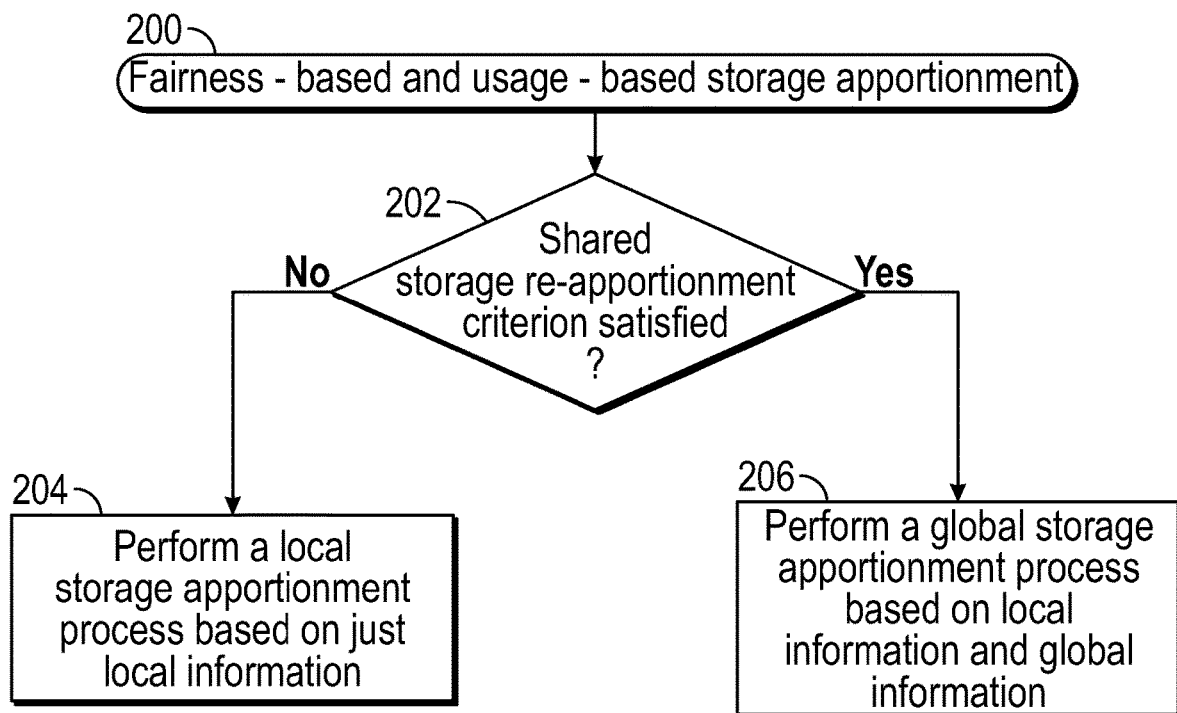 200
Fairness - based and usage - based storage apportionment
202
Shared
storage re-apportionment
criterion satisfied
?
No
Yes
204
Perform a local
storage apportionment
process based on just
local information
206
Perform a global storage
apportionment process
based on local
information and global
information